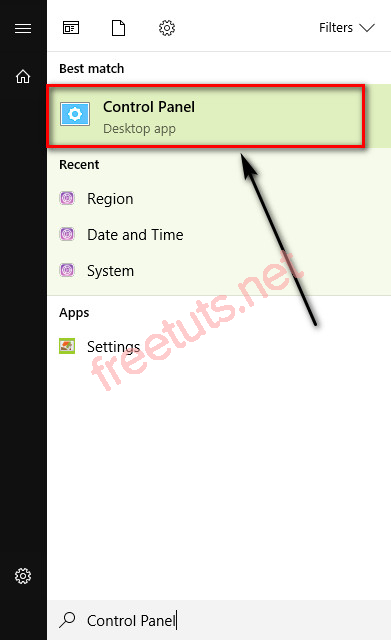 Filters
Best match
Control Panel
Desktop app
Recent
Region
Date and Time
System
Apps
Settings
freetuts.net
Control Panel